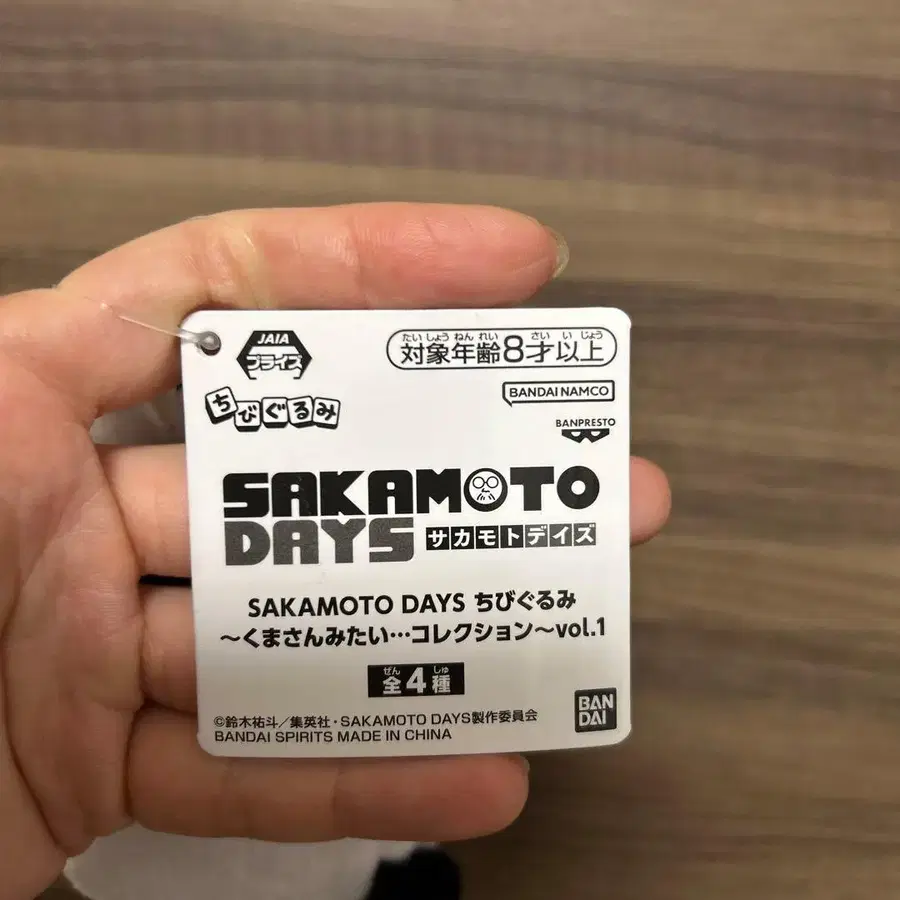 JAIA
プライズ
たいしょうねんれい さい いじょう
対象年齢8才以上
ちびぐるみ
BANDAI NAMCO
BANPRESTO
SAKAMOTO
DAYS サカモトデイズ
SAKAMOTO DAYS ちびぐるみ
～くまさんみたい…コレクション～vol.1
ぜん しゅ
全4種
©鈴木祐斗／集英社・SAKAMOTO DAYS製作委員会
BANDAI SPIRITS MADE IN CHINA
BAN
DAI